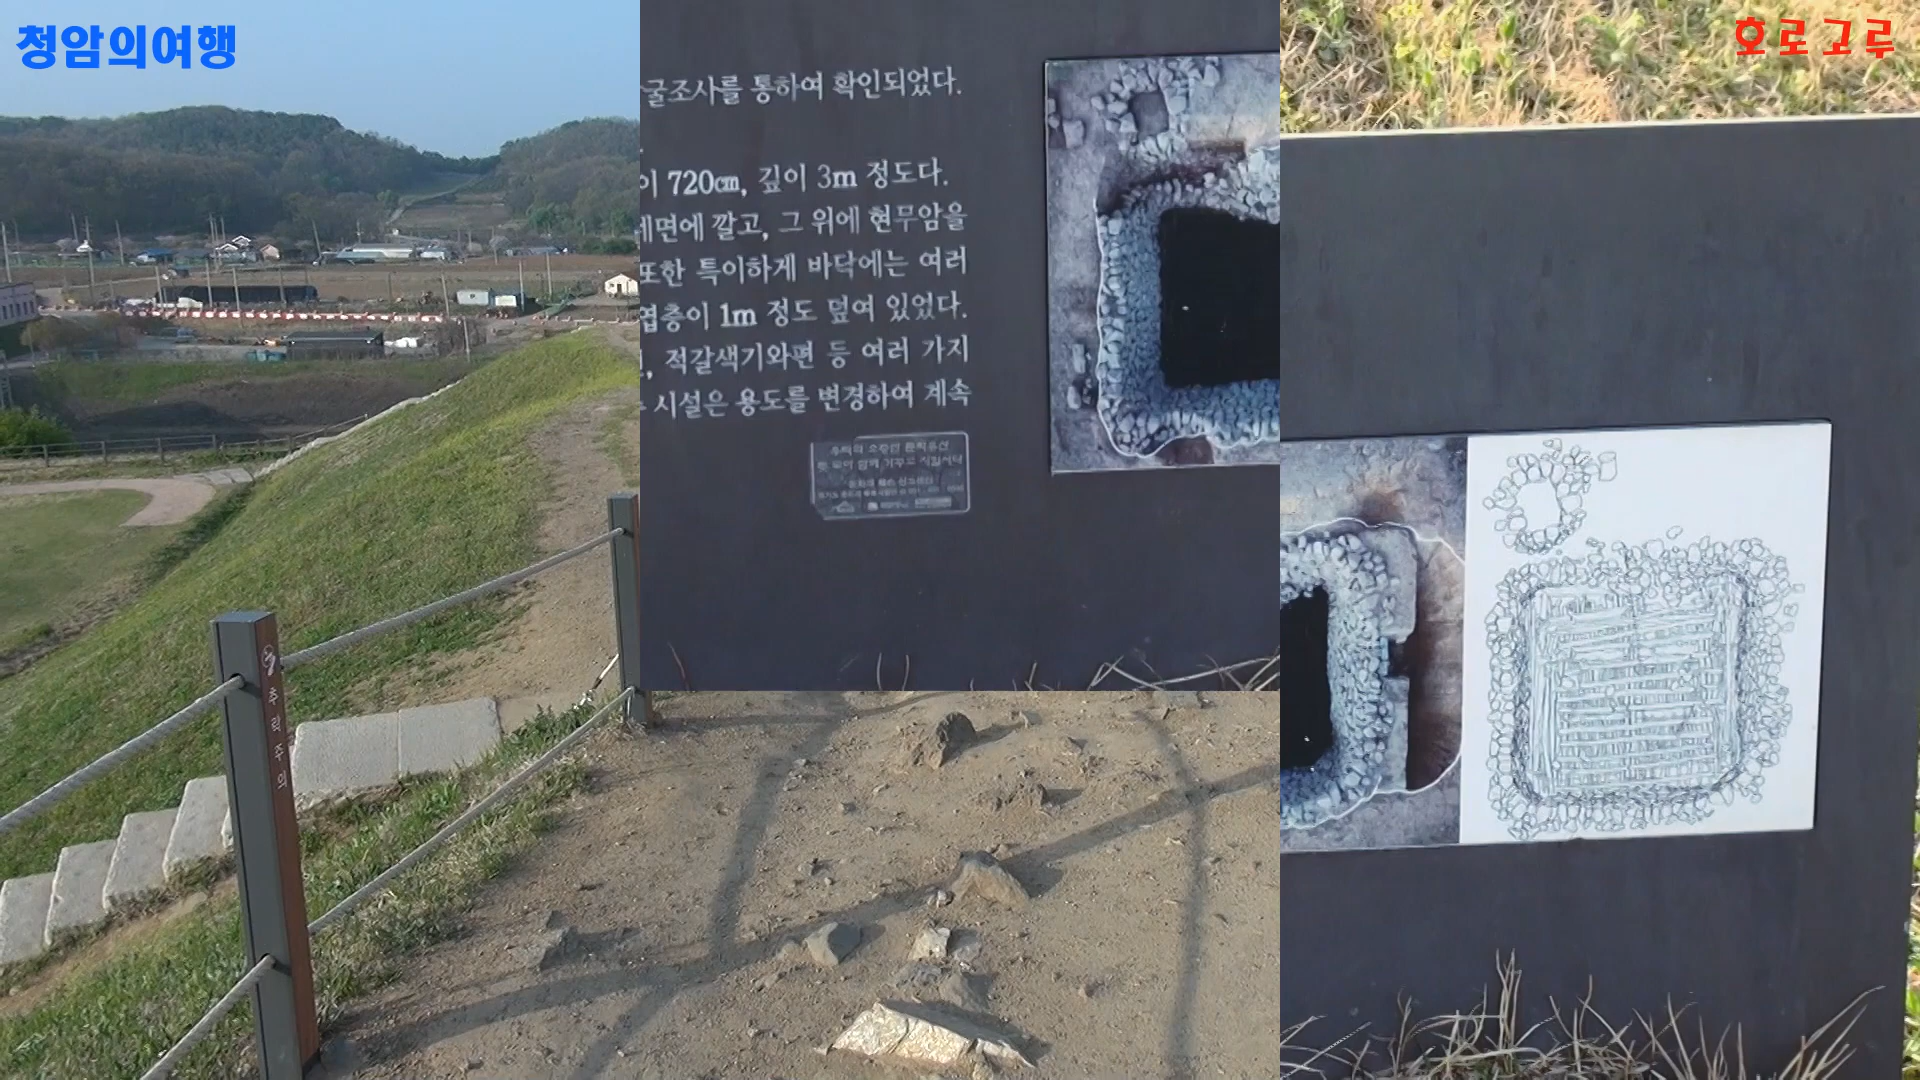 청암의여행
호로고루
굴조사를 통하여 확인되었다.
이 720㎝, 깊이 3m 정도다.
네면에 깔고, 그 위에 현무암을
또한 특이하게 바닥에는 여러
엽층이 1m 정도 덮여 있었다.
, 적갈색기와편 등 여러 가지
시설은 용도를 변경하여 계속
추락주의